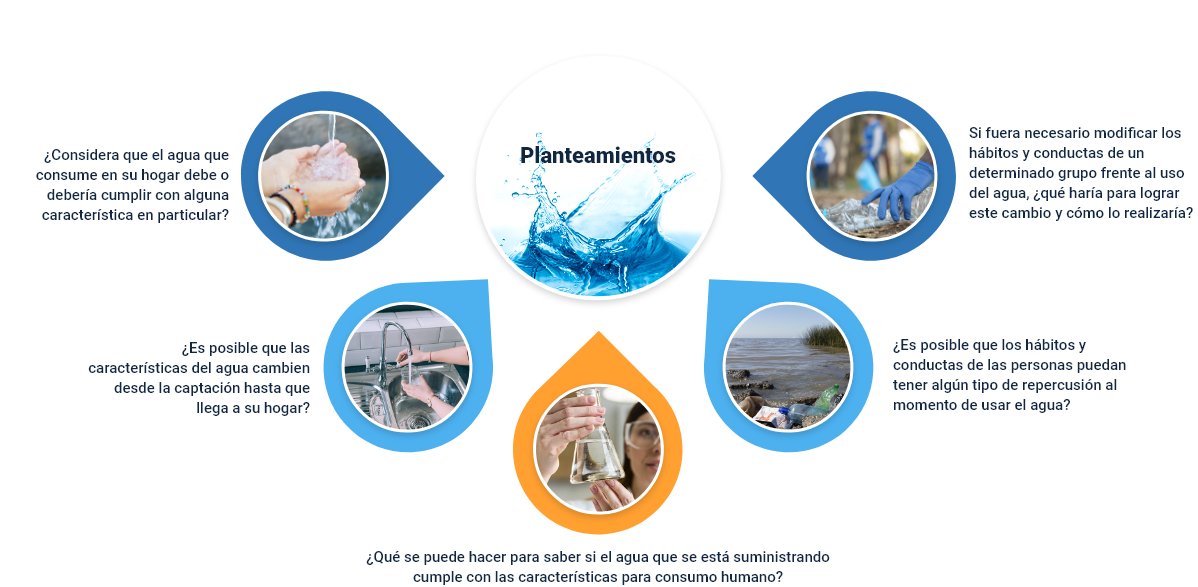 Planteamientos
¿Considera que el agua que
consume en su hogar debe o
debería cumplir con alguna
característica en particular?
¿Es posible que las
características del agua cambien
desde la captación hasta que
llega a su hogar?
¿Qué se puede hacer para saber si el agua que se está suministrando
cumple con las características para consumo humano?
¿Es posible que los hábitos y
conductas de las personas puedan
tener algún tipo de repercusión al
momento de usar el agua?
Si fuera necesario modificar los
hábitos y conductas de un
determinado grupo frente al uso
del agua, ¿qué haría para lograr
este cambio y cómo lo realizaría?